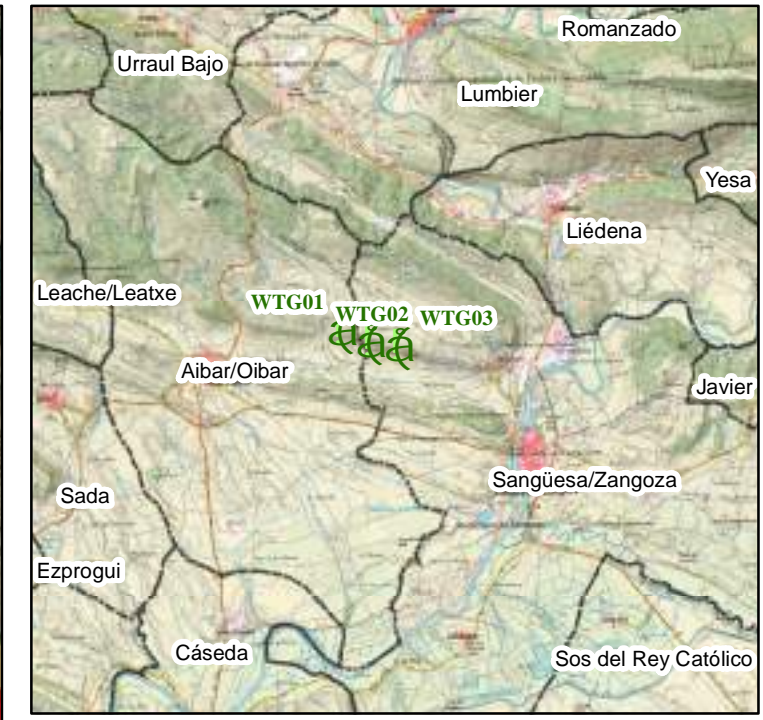 Romanzado
Urraul Bajo
Lumbier
Yesa
Liédena
Leache/Leatxe
WTG01
WTG02
WTG03
Aibar/Oibar
Javier
Sangüesa/Zangoza
Sada
Ezprogui
Cáseda
Sos del Rey Católico